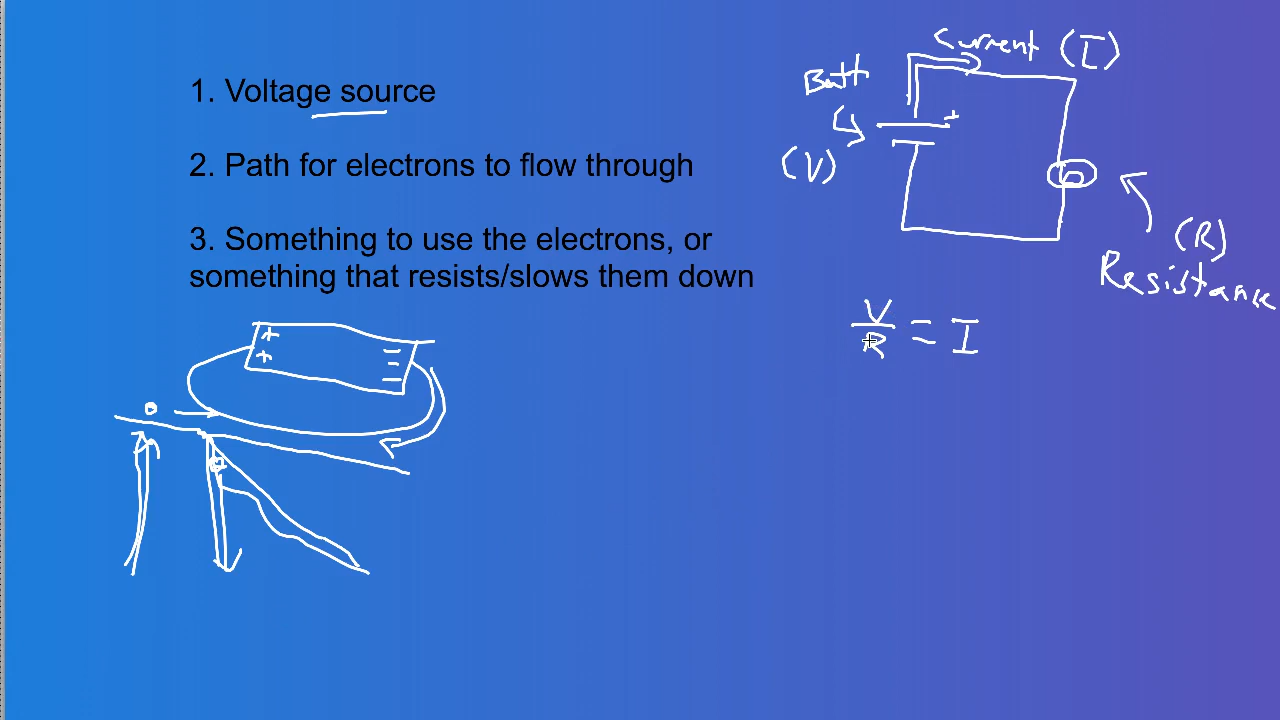 1. Voltage source
2. Path for electrons to flow through
3. Something to use the electrons, or
something that resists/slows them down
+
+
Current (I)
Batt
+
(V)
(R)
Resistance
V
R
= I